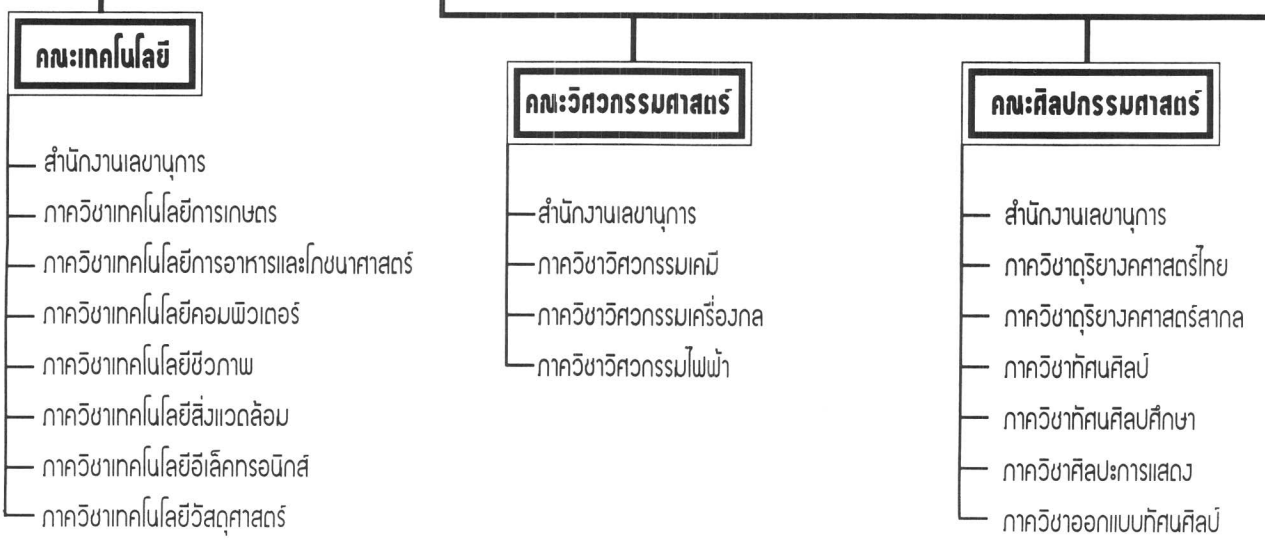 คณะเทคโนโลยี
สำนักงานเลขานุการ
ภาควิชาเทคโนโลยีการเกษตร
ภาควิชาเทคโนโลยีการอาหารและโภชนาศาสตร์
ภาควิชาเทคโนโลยีคอมพิวเตอร์
ภาควิชาเทคโนโลยีชีวภาพ
ภาควิชาเทคโนโลยีสิ่งแวดล้อม
ภาควิชาเทคโนโลยีอีเล็คทรอนิกส์
ภาควิชาเทคโนโลยีวัสดุศาสตร์
คณะวิศวกรรมศาสตร์
สำนักงานเลขานุการ
ภาควิชาวิศวกรรมเคมี
ภาควิชาวิศวกรรมเครื่องกล
ภาควิชาวิศวกรรมไฟฟ้า
คณะศิลปกรรมศาสตร์
สำนักงานเลขานุการ
ภาควิชาดุริยางคศาสตร์ไทย
ภาควิชาดุริยางคศาสตร์สากล
ภาควิชาทัศนศิลป์
ภาควิชาทัศนศิลปศึกษา
ภาควิชาศิลปะการแสดง
ภาควิชาออกแบบทัศนศิลป์